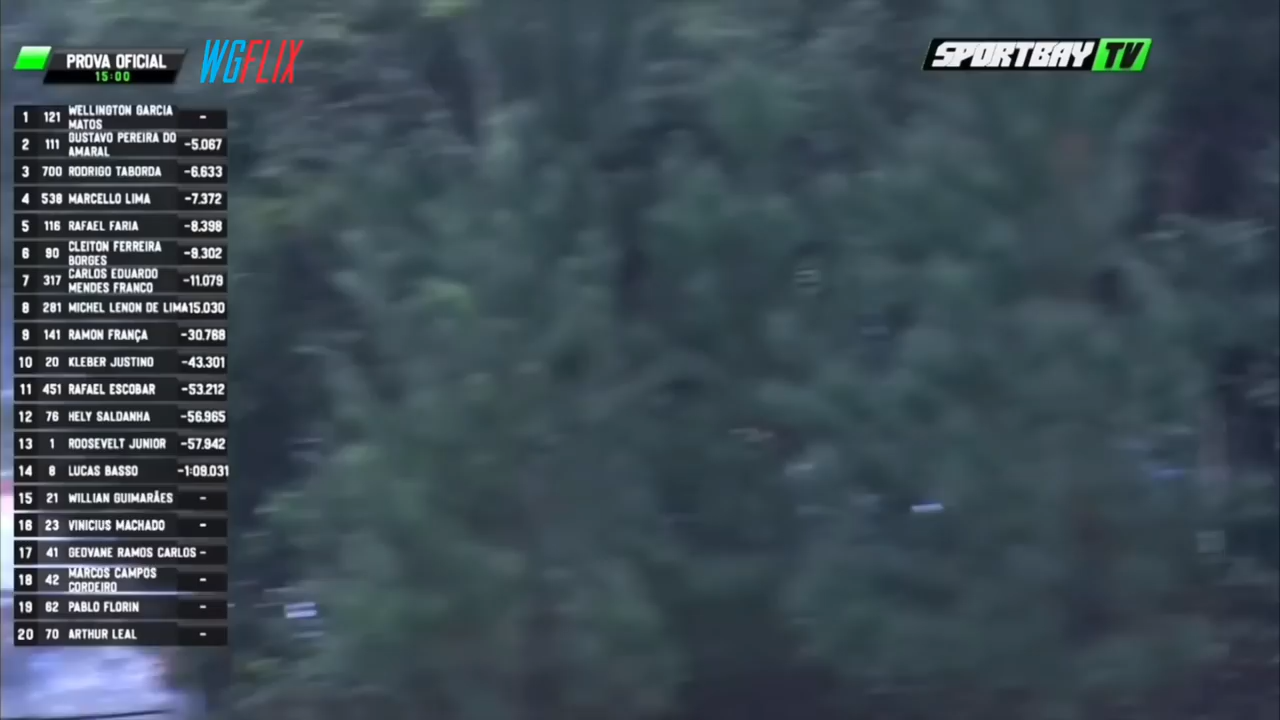 PROVA OFICIAL
15:00
WGFLIX
SPORTBAY TV
1 121 WELLINGTON GARCIA MATOS -
2 111 GUSTAVO PEREIRA DO AMARAL -5.067
3 700 RODRIGO TABORDA -6.633
4 538 MARCELLO LIMA -7.372
5 116 RAFAEL FARIA -8.398
6 90 CLEITON FERREIRA BORGES -9.302
7 317 CARLOS EDUARDO MENDES FRANCO -11.079
8 281 MICHEL LENON DE LIMA 15.030
9 141 RAMON FRANÇA -30.768
10 20 KLEBER JUSTINO -43.301
11 451 RAFAEL ESCOBAR -53.212
12 76 HELY SALDANHA -56.965
13 1 ROOSEVELT JUNIOR -57.942
14 8 LUCAS BASSO -1:09.031
15 21 WILLIAN GUIMARÃES -
16 23 VINICIUS MACHADO -
17 41 GEOVANE RAMOS CARLOS -
18 42 MARCOS CAMPOS CORDEIRO -
19 62 PABLO FLORIN -
20 70 ARTHUR LEAL -